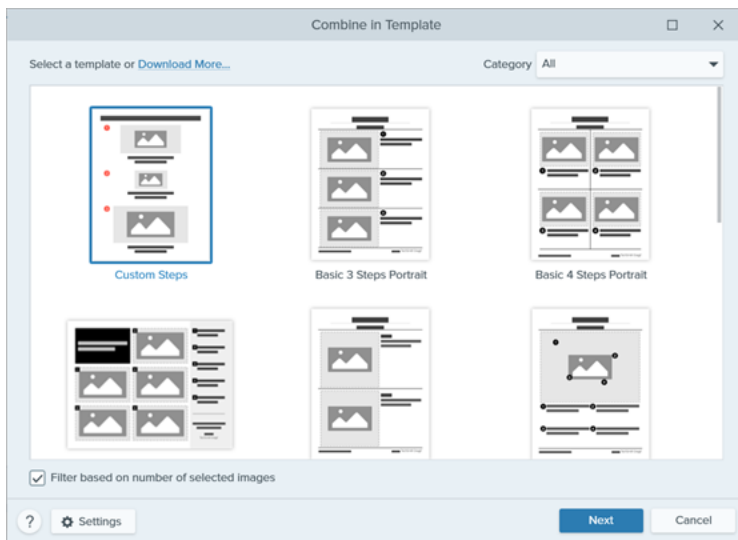 Combine in Template
Select a template or Download More...
Category All
Custom Steps
Basic 3 Steps Portrait
Basic 4 Steps Portrait
Filter based on number of selected images
? Settings
Next
Cancel